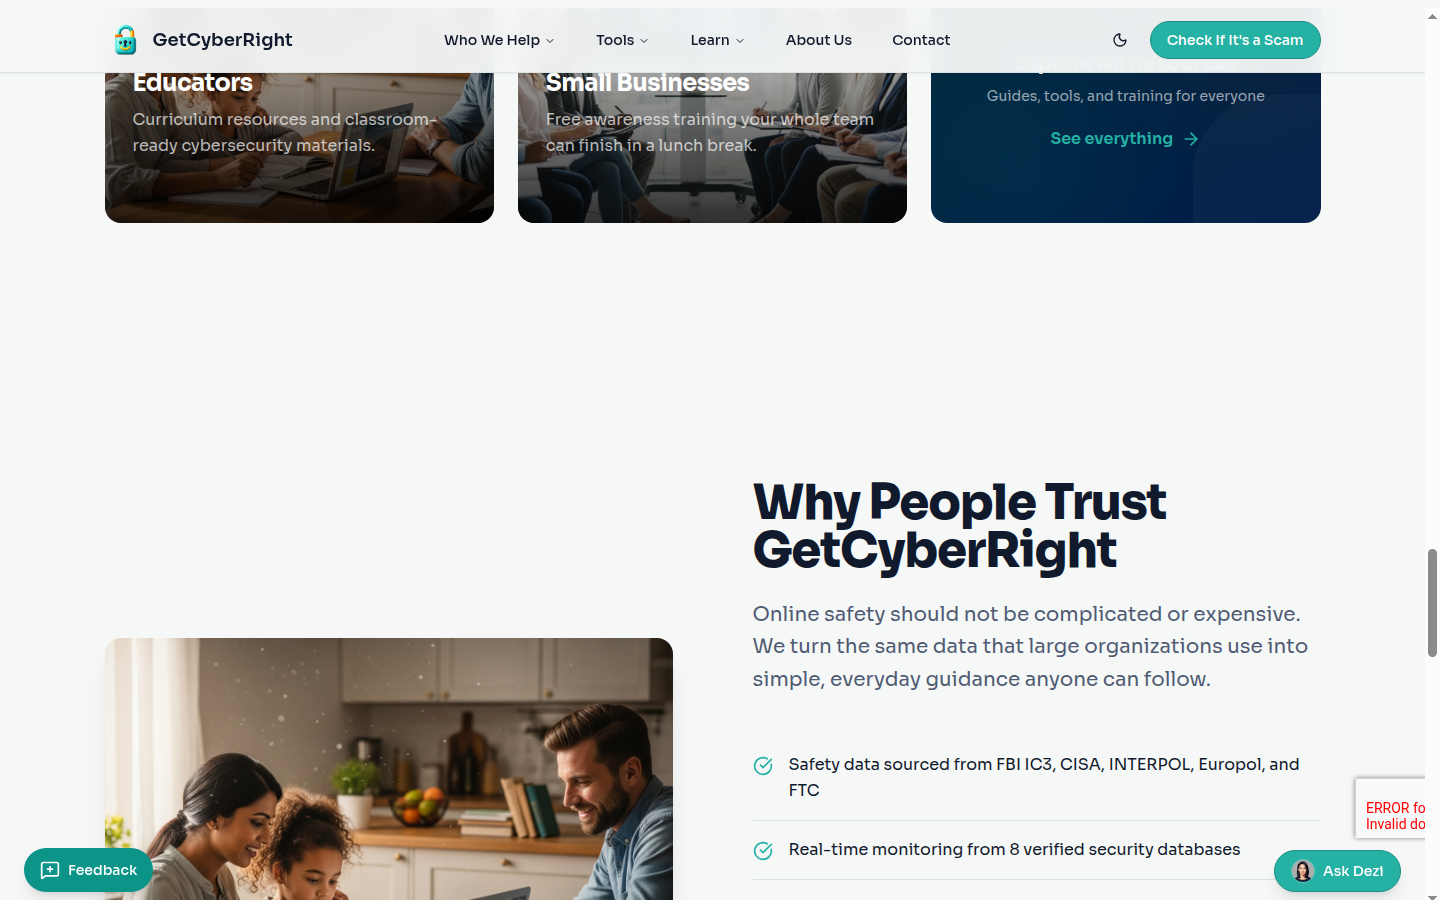 GetCyberRight
Who We Help
Tools
Learn
About Us
Contact
Check If It's a Scam
Educators
Curriculum resources and classroom-
ready cybersecurity materials.
Small Businesses
Free awareness training your whole team
can finish in a lunch break.
Explore All Resources
Guides, tools, and training for everyone
See everything
Why People Trust
GetCyberRight
Online safety should not be complicated or expensive.
We turn the same data that large organizations use into
simple, everyday guidance anyone can follow.
Safety data sourced from FBI IC3, CISA, INTERPOL, Europol, and
FTC
Real-time monitoring from 8 verified security databases
ERROR fo
Invalid do
Feedback
Ask Dezi